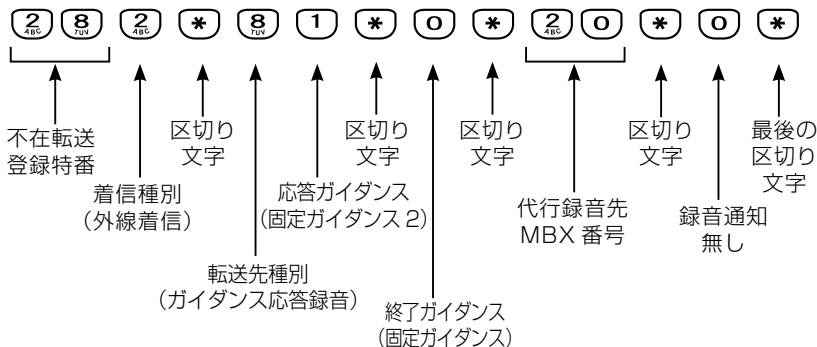 2 ABC 8 TUV 2 ABC * 8 TUV 1 * 0 * 2 ABC 0 * 0 *
不在転送
登録特番
着信種別
(外線着信)
区切り
文字
転送先種別
(ガイダンス応答録音)
応答ガイダンス
(固定ガイダンス2)
区切り
文字
終了ガイダンス
(固定ガイダンス)
区切り
文字
代行録音先
MBX 番号
区切り
文字
録音通知
無し
最後の
区切り
文字